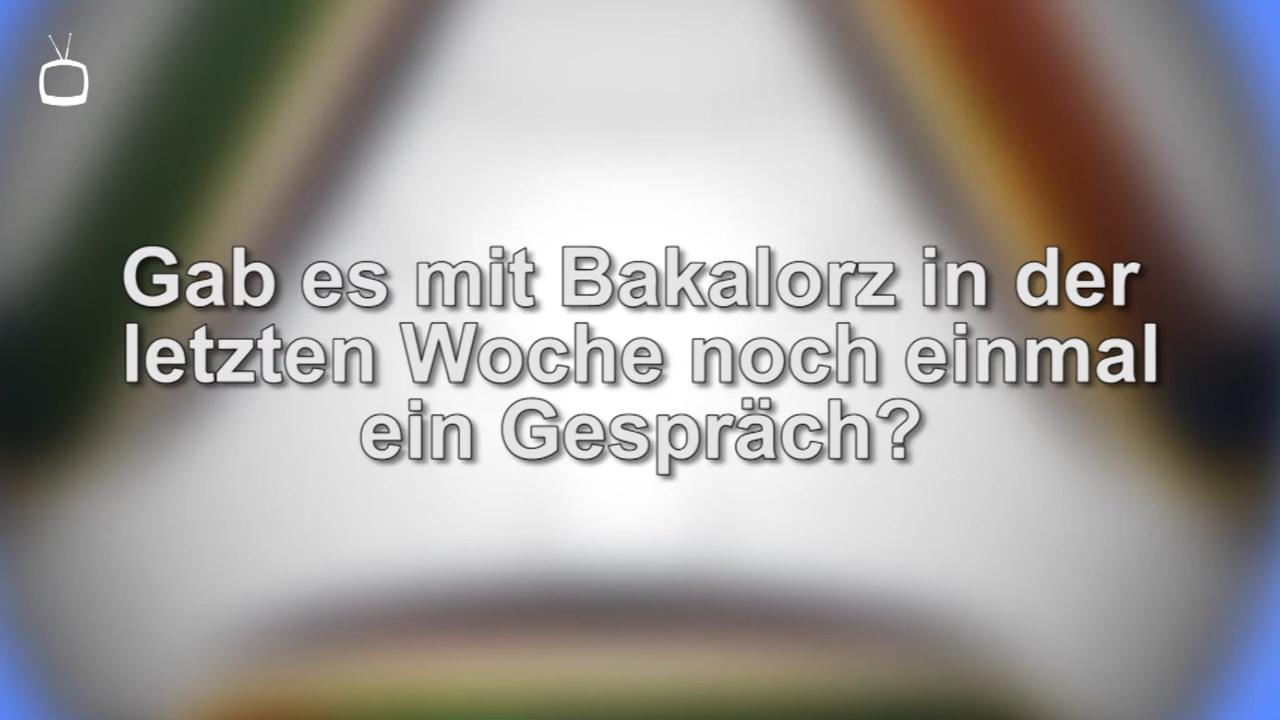 Gab es mit Bakalorz in der
letzten Woche noch einmal
ein Gespräch?